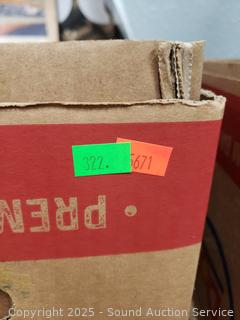 322. 5671
PREM
Copyright 2025 - Sound Auction Service